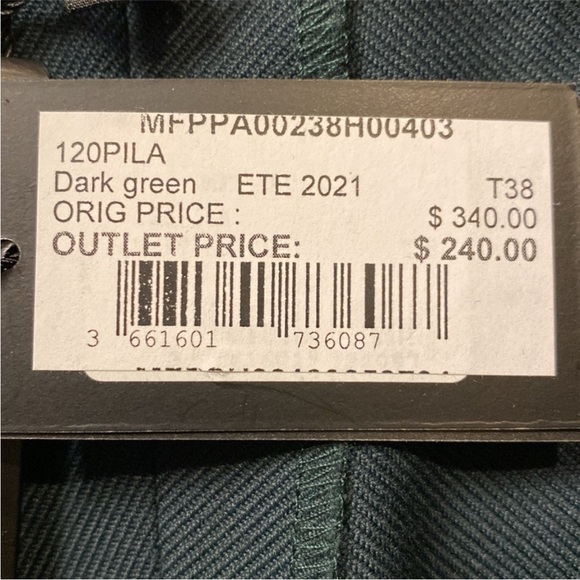 MFPPA00238H00403
120PILA
Dark green ETE 2021 T38
ORIG PRICE : $ 340.00
OUTLET PRICE: $ 240.00
3 661601 736087